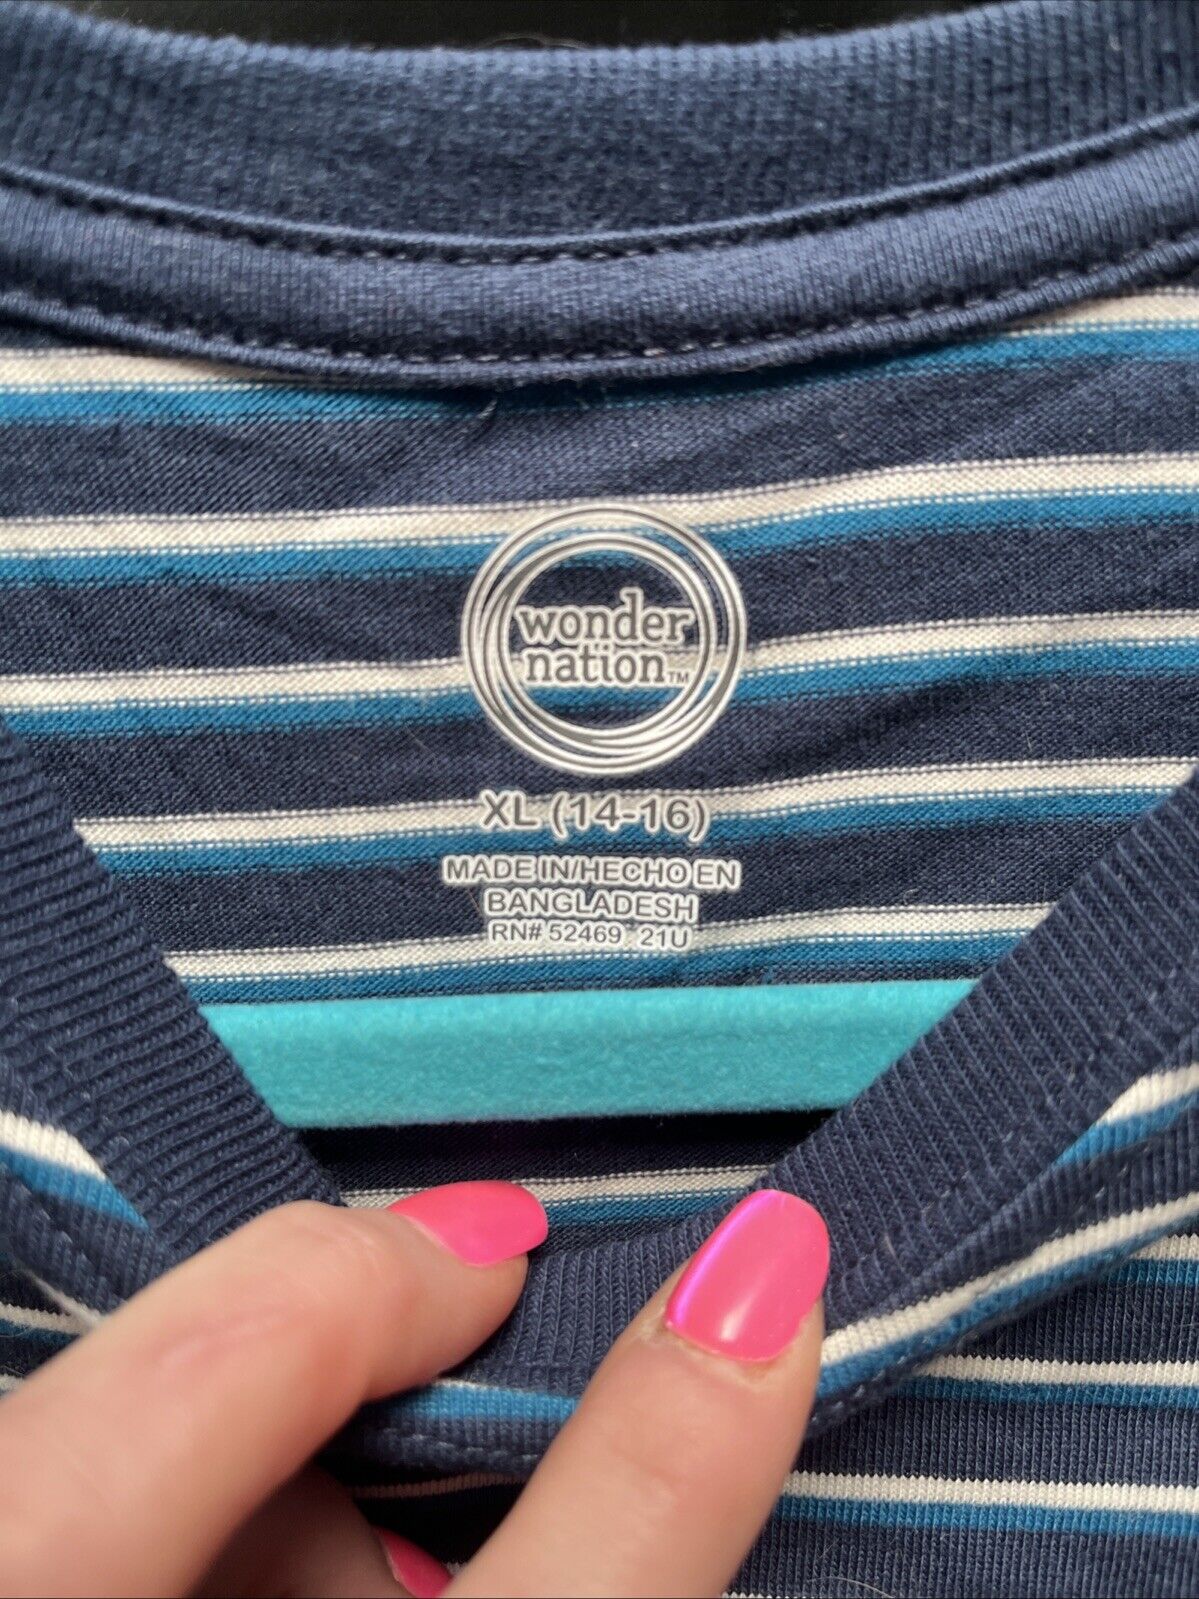 wonder
nation™
XL (14-16)
MADE IN/HECHO EN
BANGLADESH
RN# 52469 21U